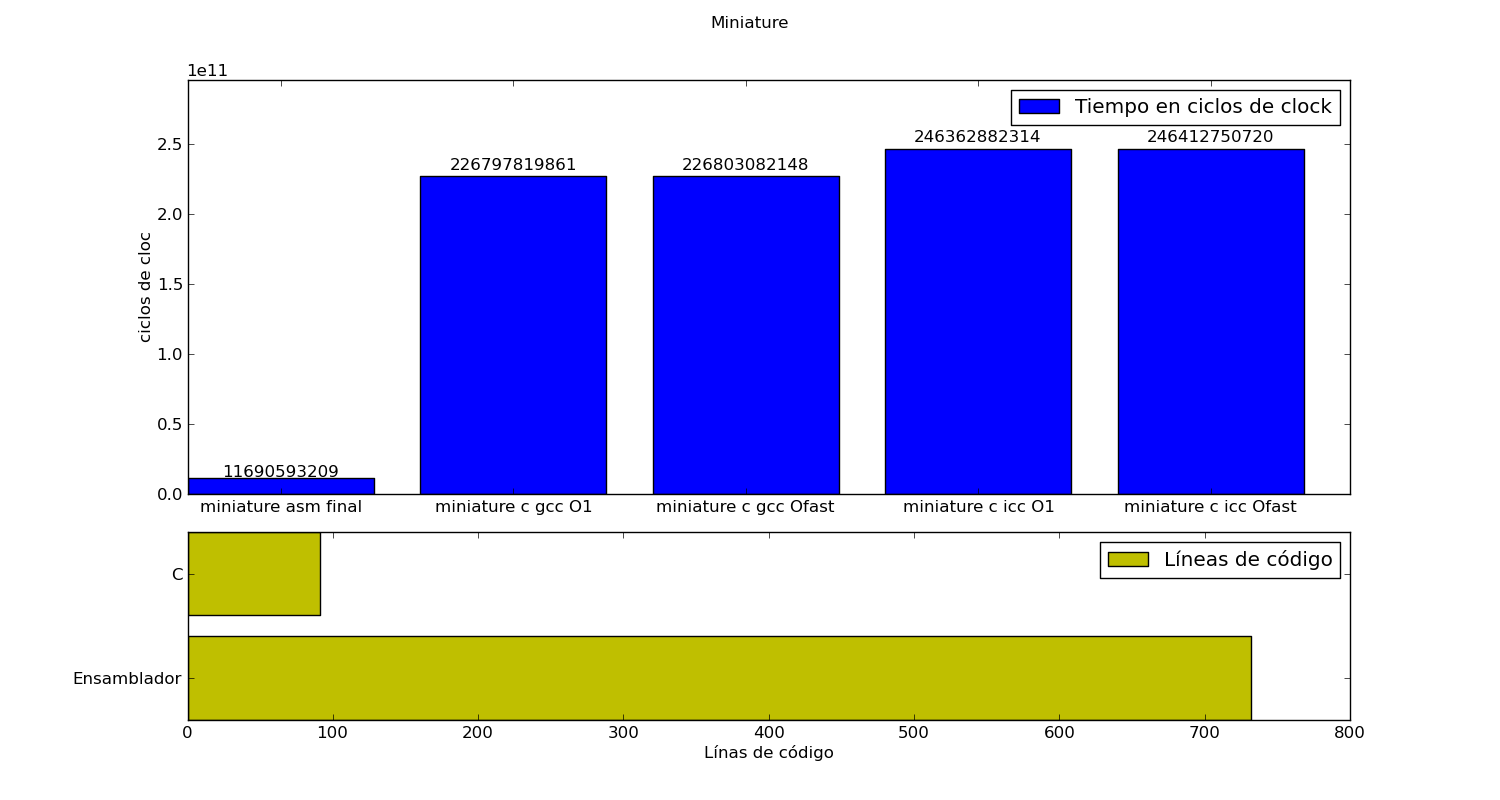 Miniature
1e11
Tiempo en ciclos de clock
246362882314 246412750720
226797819861 226803082148
11690593209
2.5
2.0
1.5
1.0
0.5
0.0
ciclos de cloc
miniature asm final miniature c gcc O1 miniature c gcc Ofast miniature c icc O1 miniature c icc Ofast
Líneas de código
C
Ensamblador
0 100 200 300 400 500 600 700 800
Línas de código